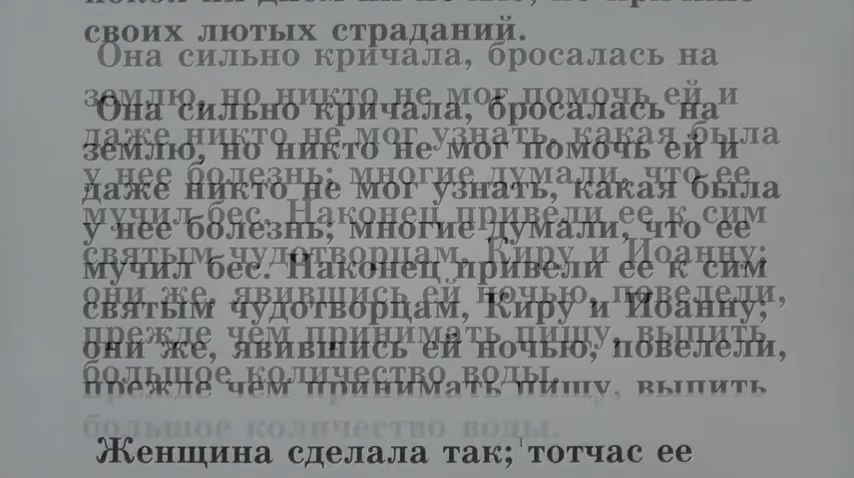 своих лютых страданий.
Она сильно кричала, бросалась на
землю, но никто не мог помочь ей и
даже никто не мог узнать, какая была
у нее болезнь; многие думали, что ее
мучил бес. Наконец привели ее к сим
святым чудотворцам, Киру и Иоанну;
они же, явившись ей ночью, повелели,
прежде чем принимать пищу, выпить
большое количество воды.
Женщина сделала так; тотчас ее